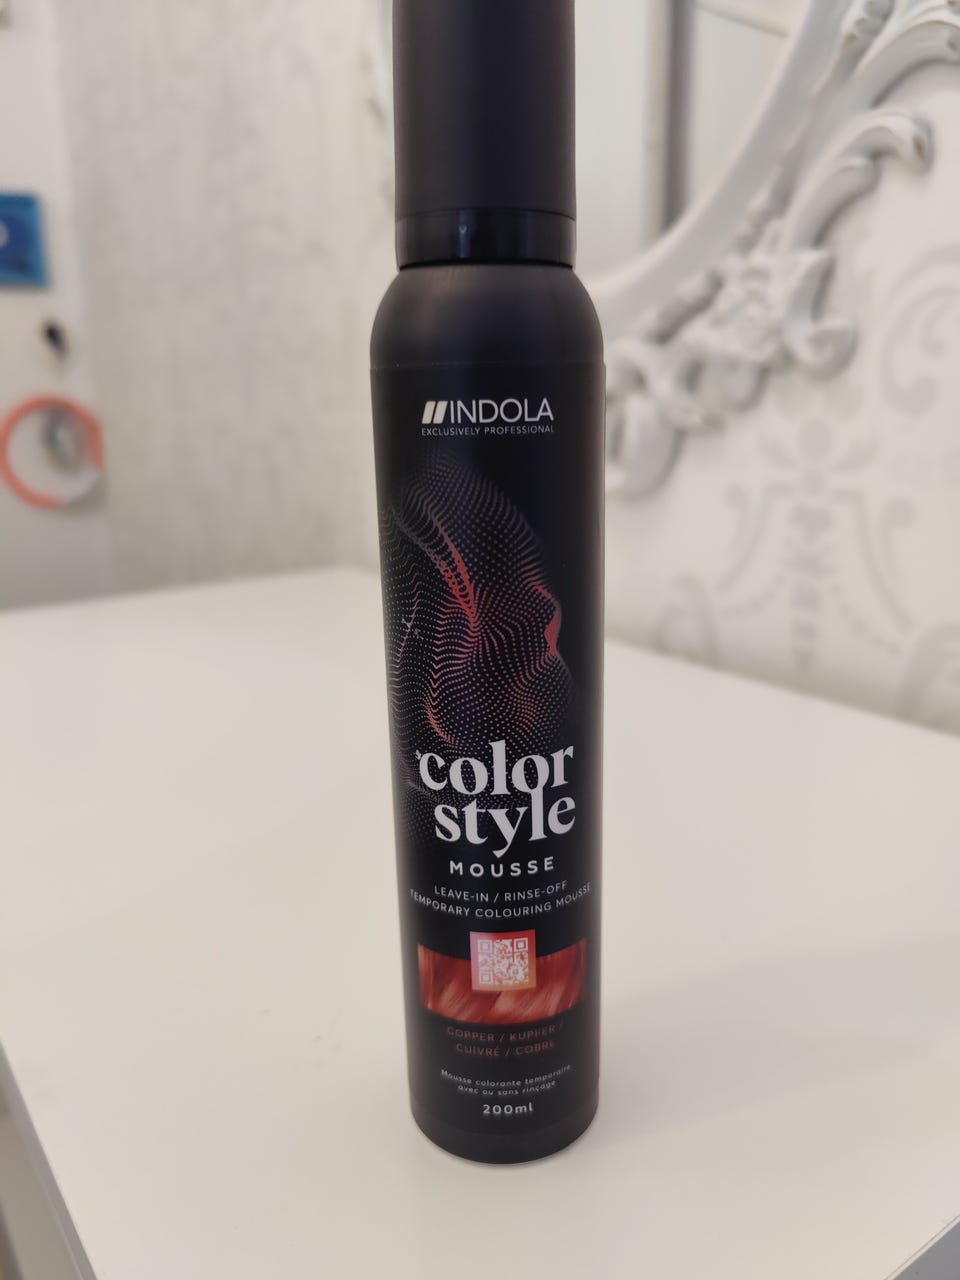 INDOLA
EXCLUSIVELY PROFESSIONAL
color
style
MOUSSE
LEAVE-IN / RINSE-OFF
TEMPORARY COLOURING MOUSSE
COPPER / KUPFER /
CUIVRÉ / COBRE
Mousse colorante temporaire
avec ou sans rinçage
200ml